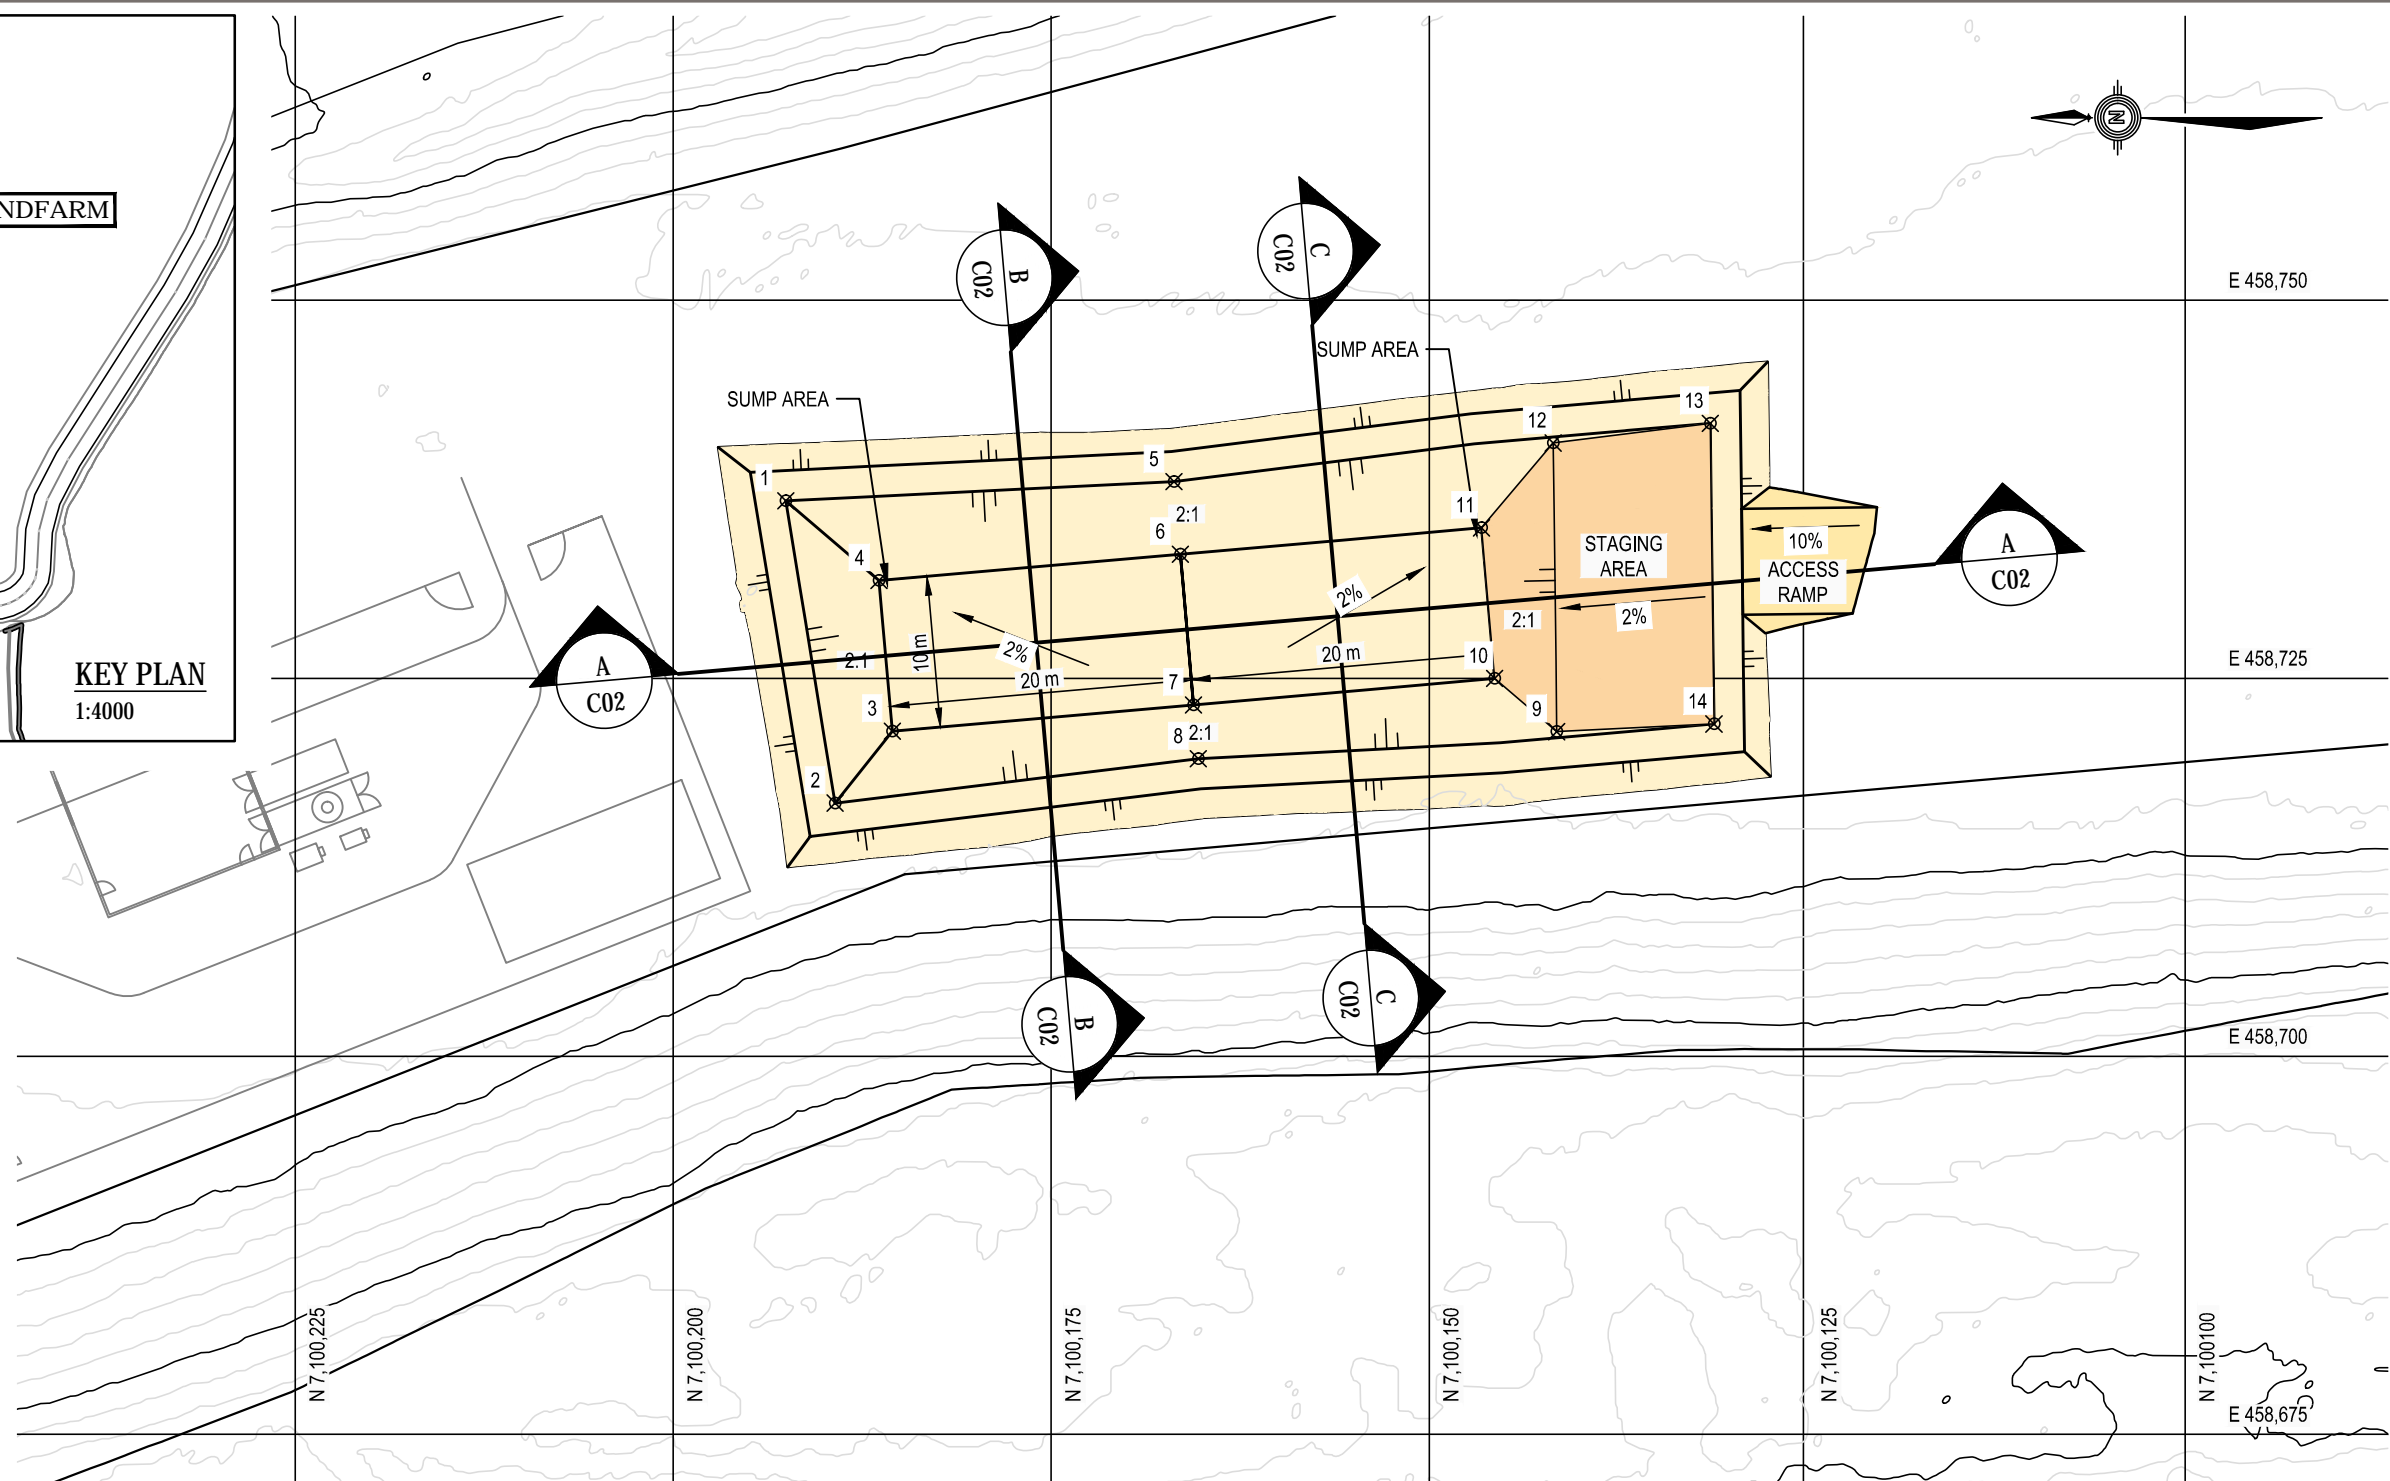 NDFARM
KEY PLAN
1:4000
N
E 458,750
E 458,725
E 458,700
E 458,675
N 7,100,225
N 7,100,200
N 7,100,175
N 7,100,150
N 7,100,125
N 7,100100
B
C02
C
C02
SUMP AREA
SUMP AREA
13
12
5
1
11
2:1
6
4
STAGING
AREA
10%
ACCESS
RAMP
A
C02
2%
2%
2:1
10 m
2%
20 m
10
2:1
20 m
7
A
C02
3
9
14
8
2:1
2
B
C02
C
C02